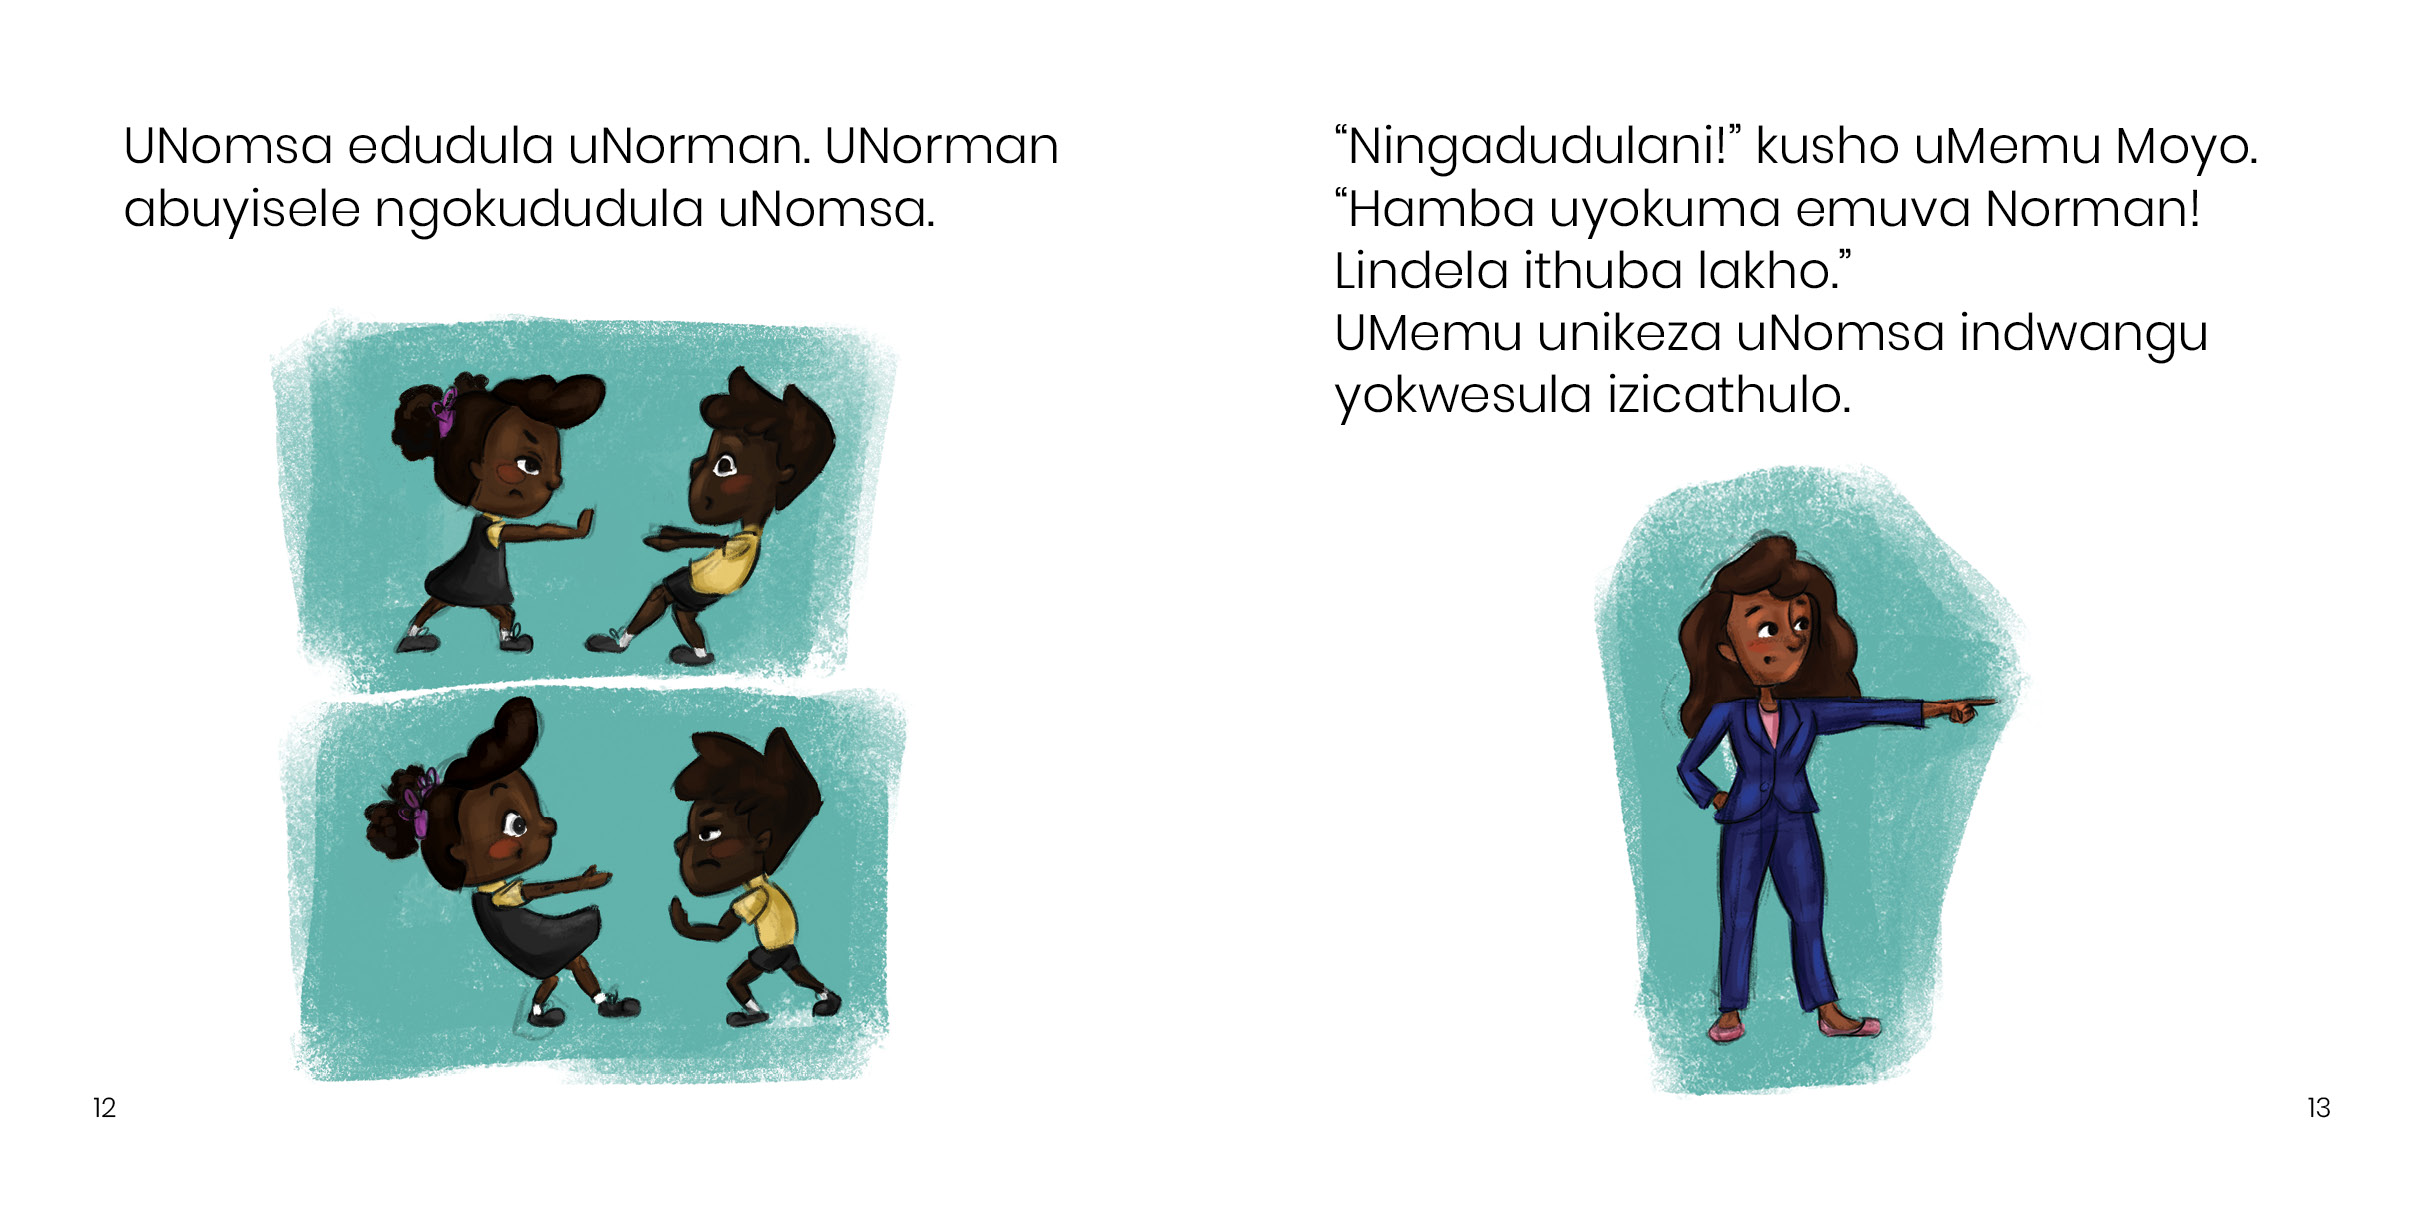 UNomsa edudula uNorman. UNorman
abuyisele ngokududula uNomsa.
12
“Ningadudulani!” kusho uMemu Moyo.
“Hamba uyokuma emuva Norman!
Lindela ithuba lakho.”
UMemu unikeza uNomsa indwangu
yokwesula izicathulo.
13